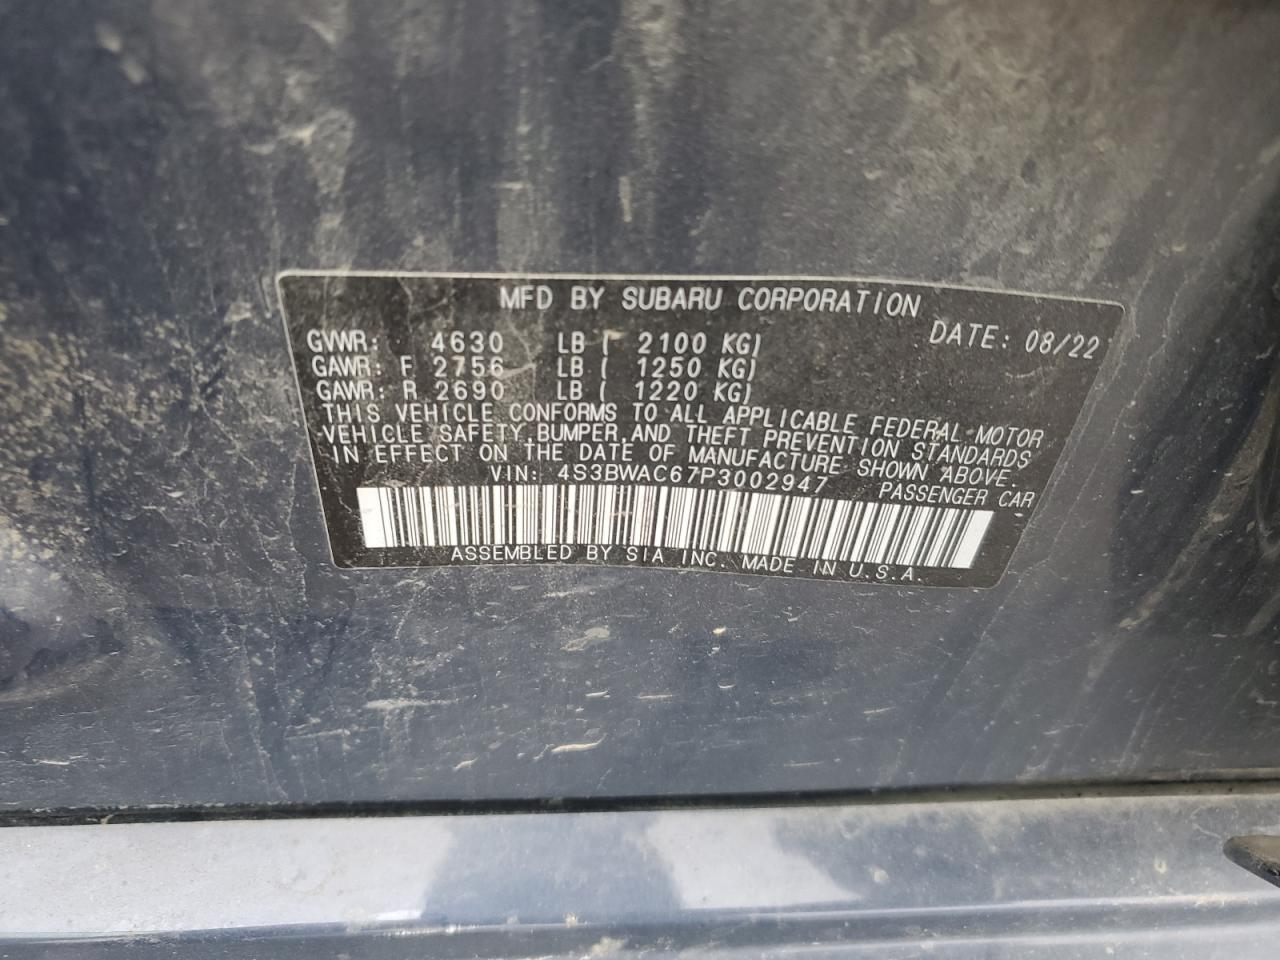 MFD BY SUBARU CORPORATION
DATE: 08/22
GVWR: 4630 LB ( 2100 KG)
GAWR: F 2756 LB ( 1250 KG)
GAWR: R 2690 LB ( 1220 KG)
THIS VEHICLE CONFORMS TO ALL APPLICABLE FEDERAL MOTOR
VEHICLE SAFETY,BUMPER,AND THEFT PREVENTION STANDARDS
IN EFFECT ON THE DATE OF MANUFACTURE SHOWN ABOVE.
VIN: 4S3BWAC67P3002947 PASSENGER CAR
ASSEMBLED BY SIA INC. MADE IN U.S.A.